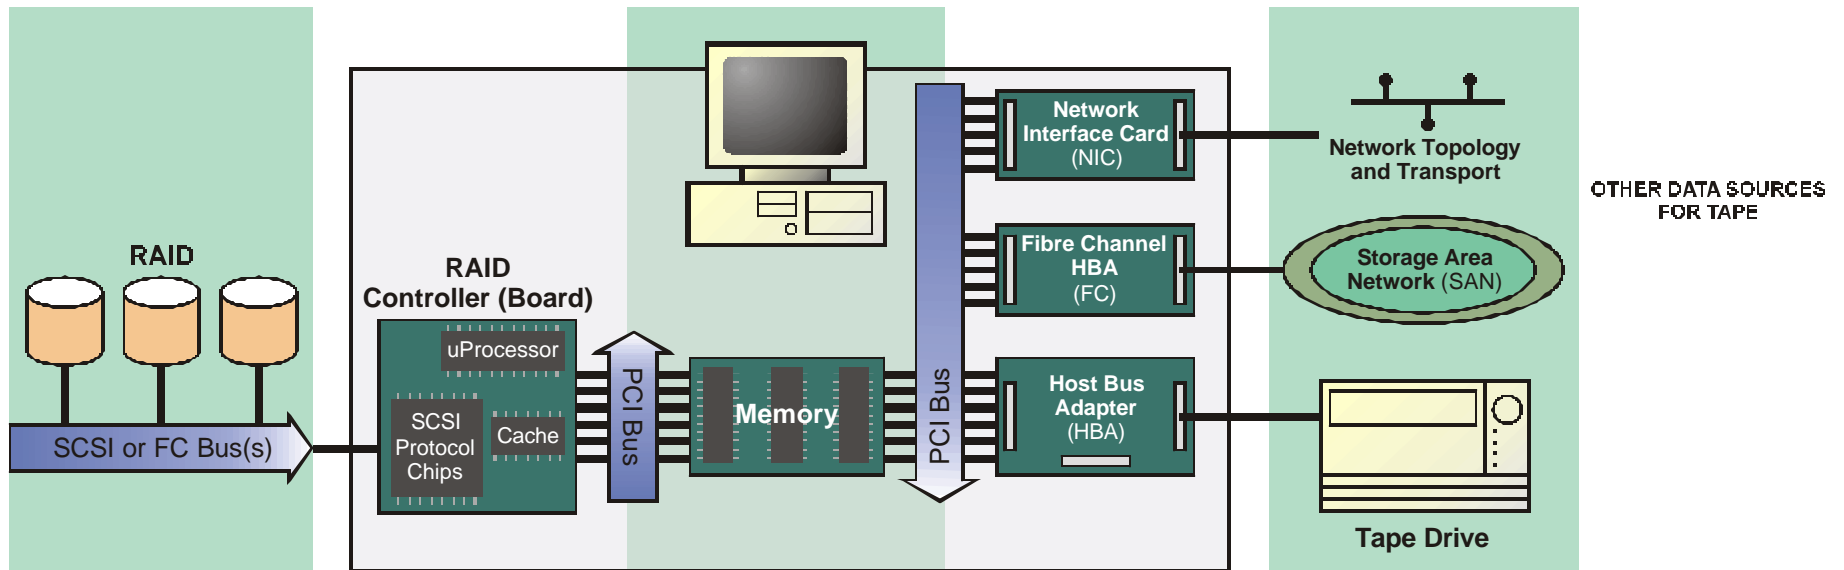 RAID
SCSI or FC Bus(s)
RAID
Controller (Board)
uProcessor
SCSI
Protocol
Chips
Cache
PCI Bus
Memory
PCI Bus
Network
Interface Card
(NIC)
Fibre Channel
HBA
(FC)
Host Bus
Adapter
(HBA)
Network Topology
and Transport
Storage Area
Network (SAN)
Tape Drive
OTHER DATA SOURCES
FOR TAPE